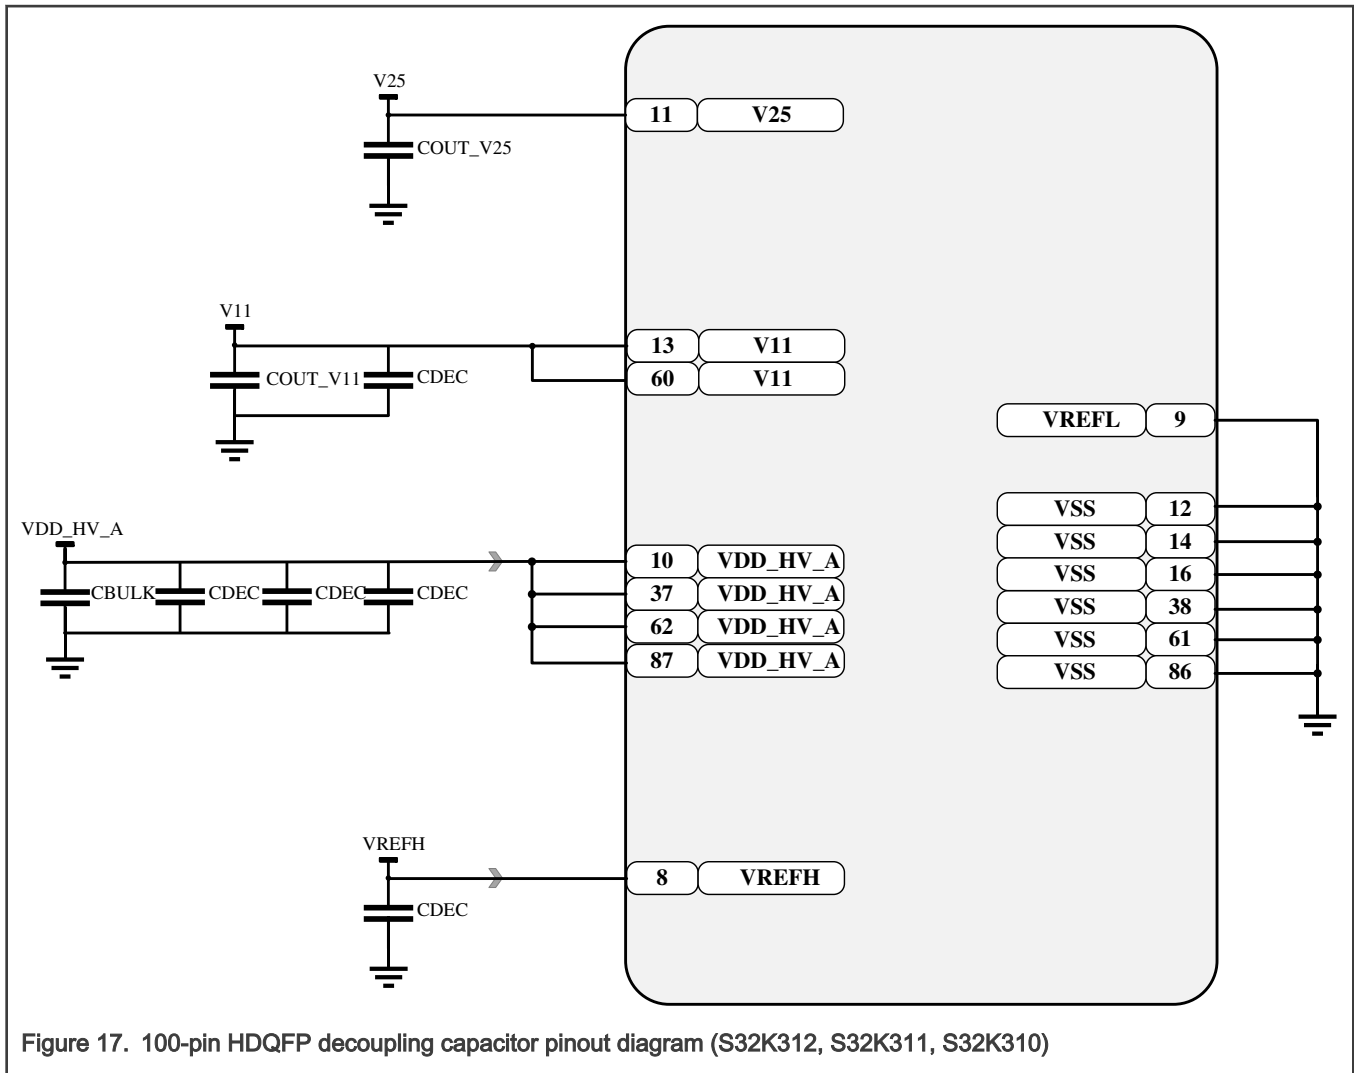 V25
11 V25
COUT_V25
V11
13 V11
COUT_V11 CDEC
60 V11
VREFL 9
VSS 12
VDD_HV_A
VSS 14
10 VDD_HV_A
VSS 16
CBULK CDEC CDEC CDEC
37 VDD_HV_A
VSS 38
62 VDD_HV_A
VSS 61
87 VDD_HV_A
VSS 86
VREFH
8 VREFH
CDEC
Figure 17. 100-pin HDQFP decoupling capacitor pinout diagram (S32K312, S32K311, S32K310)